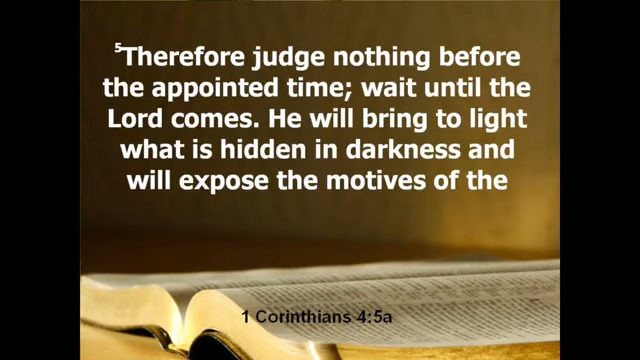 5Therefore judge nothing before
the appointed time; wait until the
Lord comes. He will bring to light
what is hidden in darkness and
will expose the motives of the
1 Corinthians 4:5a